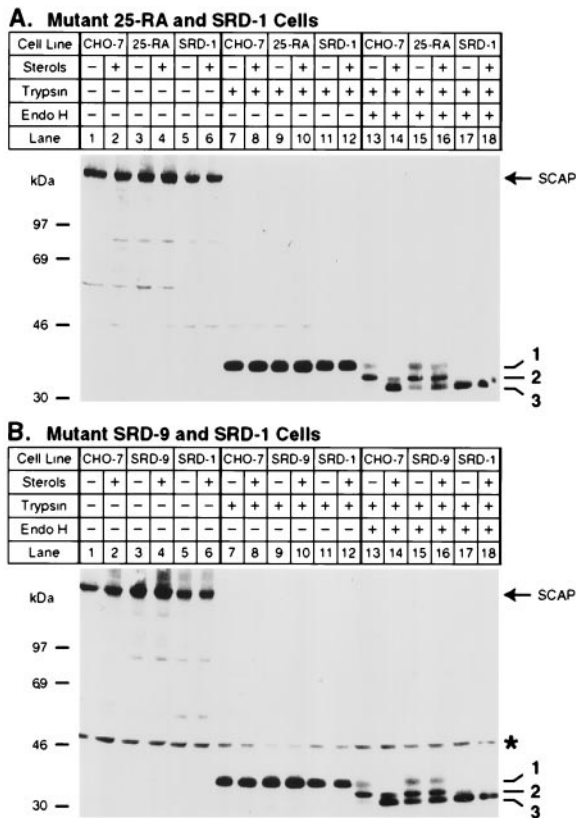 A. Mutant 25-RA and SRD-1 Cells
Cell Line CHO-7 25-RA SRD-1 CHO-7 25-RA SRD-1 CHO-7 25-RA SRD-1
Sterols − + − + − + − + − + − + − + − + − +
Trypsin − − − − − − + + + + + + + + + + + +
Endo H − − − − − − − − − − − − + + + + + +
Lane 1 2 3 4 5 6 7 8 9 10 11 12 13 14 15 16 17 18
kDa
SCAP
97
69
46
30
1
2
3
B. Mutant SRD-9 and SRD-1 Cells
Cell Line CHO-7 SRD-9 SRD-1 CHO-7 SRD-9 SRD-1 CHO-7 SRD-9 SRD-1
Sterols − + − + − + − + − + − + − + − + − +
Trypsin − − − − − − + + + + + + + + + + + +
Endo H − − − − − − − − − − − − + + + + + +
Lane 1 2 3 4 5 6 7 8 9 10 11 12 13 14 15 16 17 18
kDa
SCAP
97
69
46
*
30
1
2
3